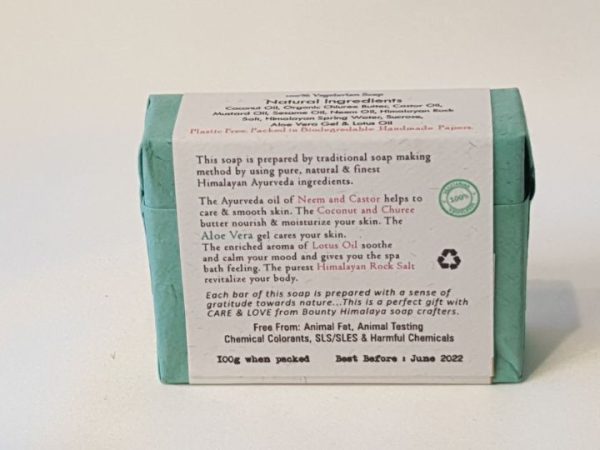 Vegetarian Soap
Natural Ingredients
Coconut Oil, Organic Chiuree Butter, Castor Oil,
Mustard Oil, Sesame Oil, Neem Oil, Himalayan Rock
Salt, Himalayan Spring Water, Sucrose,
Aloe Vera Gel & Lotus Oil
Plastic Free. Packed in Biodegredable Handmade Papers.
This soap is prepared by traditional soap making
method by using pure, natural & finest
Himalayan Ayurveda ingredients.
The Ayurveda oil of Neem and Castor helps to
care & smooth skin. The Coconut and Churee
butter nourish & moisturize your skin. The
Aloe Vera gel cares your skin.
The enriched aroma of Lotus Oil soothe
and calm your mood and gives you the spa
bath feeling. The purest Himalayan Rock Salt
revitalize your body.
100%
Each bar of this soap is prepared with a sense of
gratitude towards nature...This is a perfect gift with
CARE & LOVE from Bounty Himalaya soap crafters.
Free From: Animal Fat, Animal Testing
Chemical Colorants, SLS/SLES & Harmful Chemicals
100g when packed Best Before : June 2022